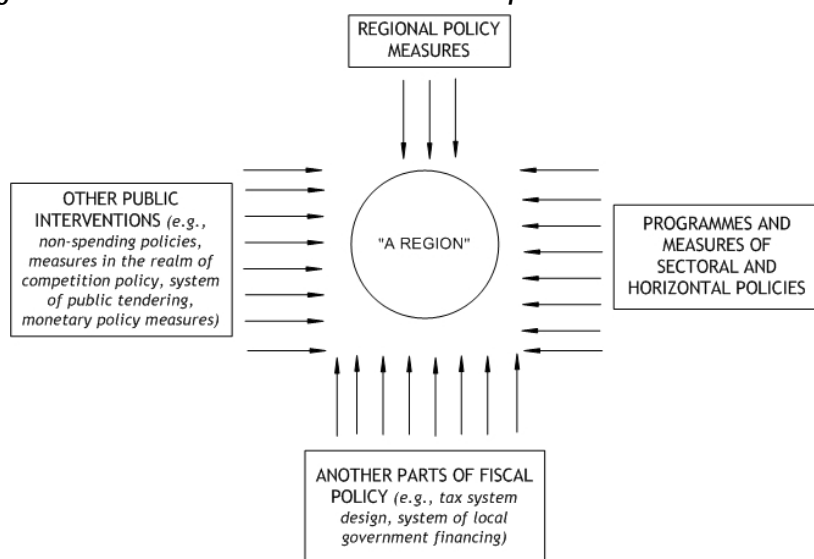 REGIONAL POLICY
MEASURES
OTHER PUBLIC
INTERVENTIONS (e.g.,
non-spending policies,
measures in the realm of
competition policy, system
of public tendering,
monetary policy measures)
"A REGION"
PROGRAMMES AND
MEASURES OF
SECTORAL AND
HORIZONTAL POLICIES
ANOTHER PARTS OF FISCAL
POLICY (e.g., tax system
design, system of local
government financing)